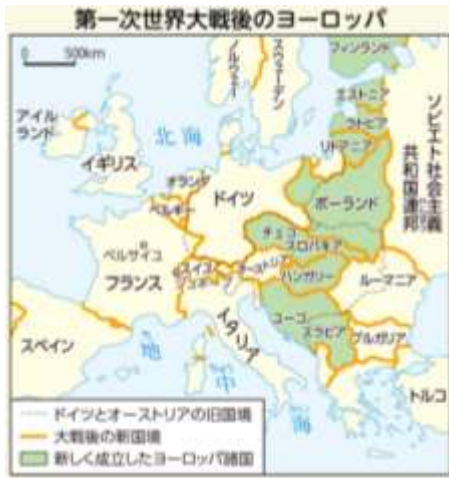 第一次世界大戦後のヨーロッパ
0 500km
ノルウェー
スウェーデン
フィンランド
エストニア
ラトビア
リトアニア
ソビエト社会主義
共和国連邦
アイル
ランド
北海
イギリス
オランダ
ベルギー
ドイツ
ポーランド
チェコ
スロバキア
ベルサイユ
フランス
スイス
ジュネーブ
オーストリア
ハンガリー
ルーマニア
ユーゴ
スラビア
ブルガリア
イタリア
スペイン
地
中
海
トルコ
ドイツとオーストリアの旧国境
大戦後の新国境
新しく成立したヨーロッパ諸国